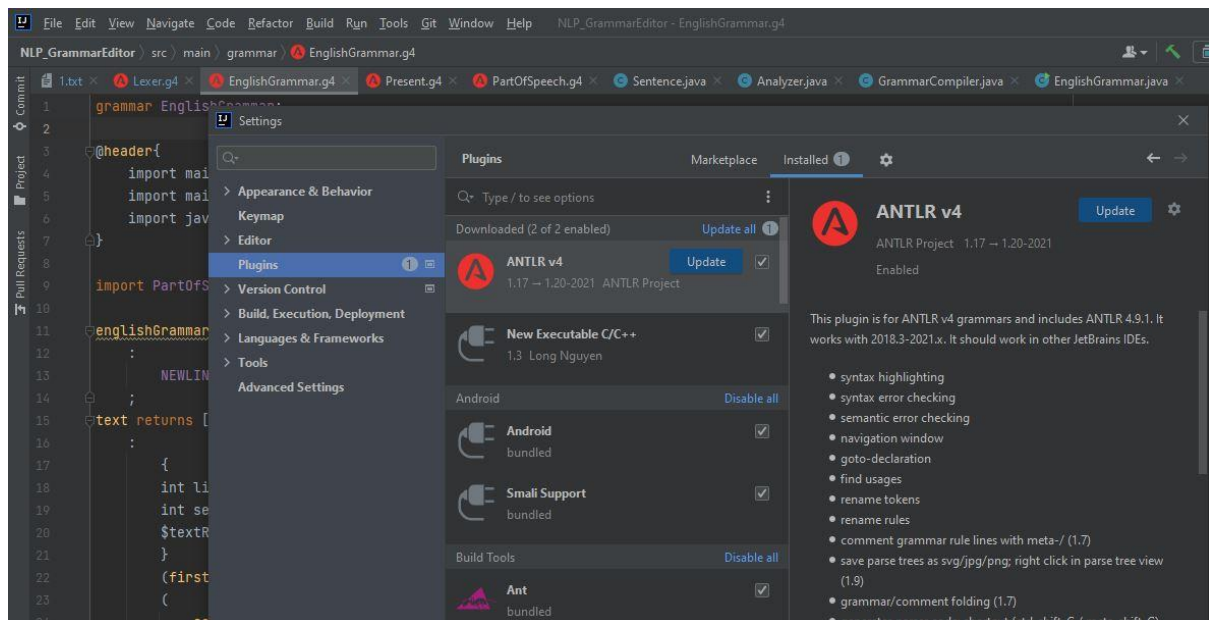 File Edit View Navigate Code Refactor Build Run Tools Git Window Help NLP_GrammarEditor - EnglishGrammar.g4
NLP_GrammarEditor > src > main > grammar > EnglishGrammar.g4
1.txt Lexer.g4 EnglishGrammar.g4 Present.g4 PartOfSpeech.g4 Sentence.java Analyzer.java GrammarCompiler.java EnglishGrammar.java
Commit
Project
Pull Requests
1 grammar
2
3 @header{
4 import mai
5 import mai
6 import jav
7 }
8
9 import PartOfS
10
11 englishGrammar
12 :
13 NEWLIN
14 ;
15 text returns [
16 :
17 {
18 int li
19 int se
20 $textR
21 }
22 (first
23 (
Settings
Appearance & Behavior
Keymap
Editor
Plugins 1
Version Control
Build, Execution, Deployment
Languages & Frameworks
Tools
Advanced Settings
Plugins Marketplace Installed 1
Type / to see options
Downloaded (2 of 2 enabled) Update all 1
ANTLR v4 Update
1.17 → 1.20-2021 ANTLR Project
New Executable C/C++
1.3 Long Nguyen
Android Disable all
Android
bundled
Smali Support
bundled
Build Tools Disable all
Ant
bundled
ANTLR v4 Update
ANTLR Project 1.17 → 1.20-2021
Enabled
This plugin is for ANTLR v4 grammars and includes ANTLR 4.9.1. It
works with 2018.3-2021.x. It should work in other JetBrains IDEs.
• syntax highlighting
• syntax error checking
• semantic error checking
• navigation window
• goto-declaration
• find usages
• rename tokens
• rename rules
• comment grammar rule lines with meta-/ (1.7)
• save parse trees as svg/jpg/png; right click in parse tree view
(1.9)
• grammar/comment folding (1.7)